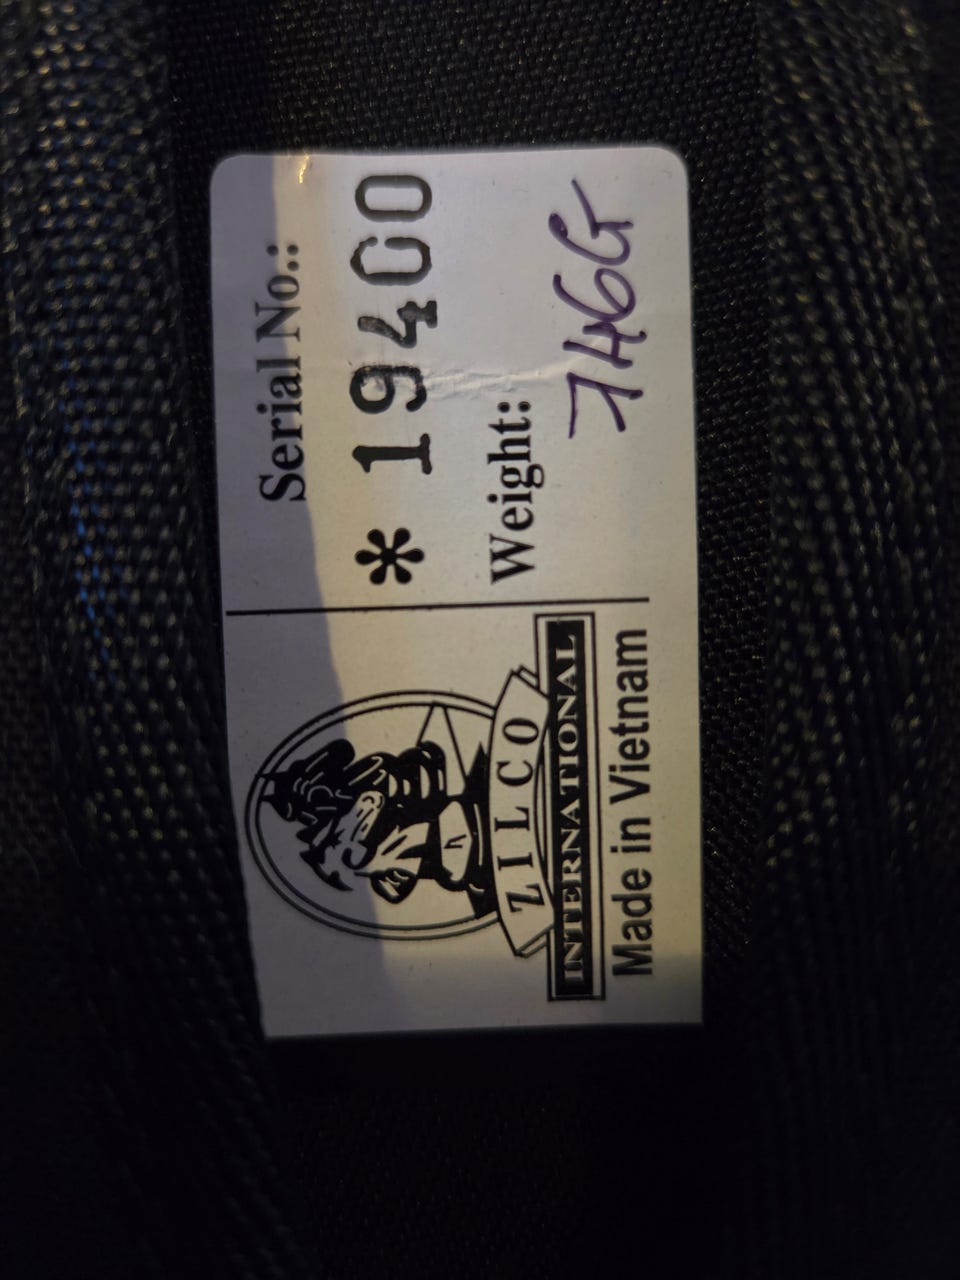 Serial No.:
* 19400
Weight:
746G
ZILCO
INTERNATIONAL
Made in Vietnam